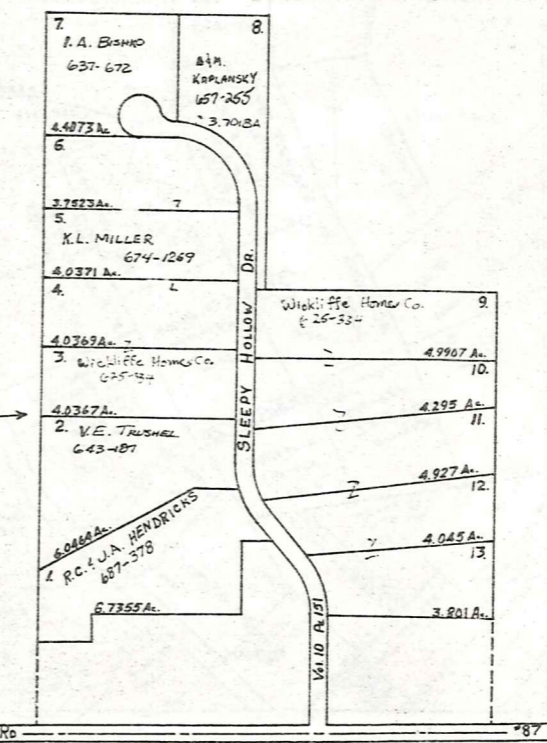 7.
I. A. BISHKO
637-672
8.
B&M.
KAPLANSKY
657-255
3.7018A
4.4073 Ac.
6.
3.7523 Ac.
5.
K.L. MILLER
674-1269
4.0371 Ac.
4.
4.0369 Ac.
3. Wickliffe Homes Co.
625-334
4.0367 Ac.
2. V.E. TRUSHEL
643-187
6.0464 Ac.
1. R.C. & J.A. HENDRICKS
687-378
6.7355 Ac.
SLEEPY HOLLOW DR.
Vol 10 PG 151
Wickliffe Homes Co.
625-334
9.
4.9907 Ac.
10.
4.295 Ac.
11.
4.927 Ac.
12.
4.045 Ac.
13.
3.801 Ac.
RD
#87